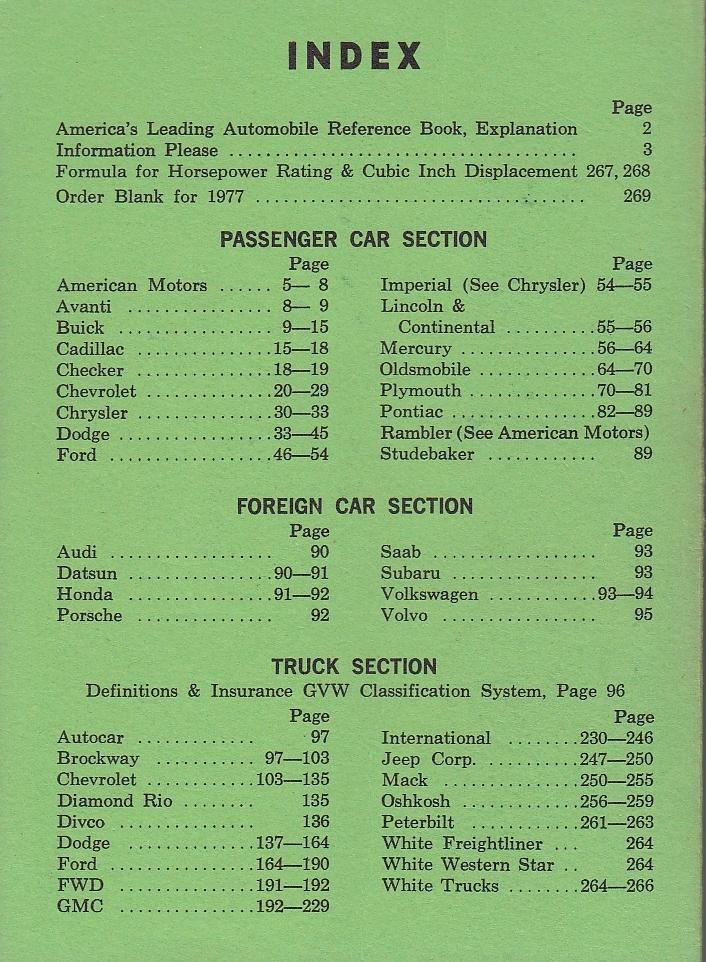 INDEX
Page
America's Leading Automobile Reference Book, Explanation 2
Information Please ..................................... 3
Formula for Horsepower Rating & Cubic Inch Displacement 267, 268
Order Blank for 1977 ................................... 269
PASSENGER CAR SECTION
Page
American Motors ...... 5— 8
Avanti ............. 8— 9
Buick .............. 9—15
Cadillac ............15—18
Checker ............18—19
Chevrolet ...........20—29
Chrysler ............30—33
Dodge ..............33—45
Ford ...............46—54
Page
Imperial (See Chrysler) 54—55
Lincoln &
Continental ..........55—56
Mercury .............56—64
Oldsmobile ...........64—70
Plymouth ............70—81
Pontiac .............82—89
Rambler (See American Motors)
Studebaker ........... 89
FOREIGN CAR SECTION
Page
Audi ............... 90
Datsun .............90—91
Honda ..............91—92
Porsche ............. 92
Page
Saab ............... 93
Subaru .............. 93
Volkswagen ..........93—94
Volvo .............. 95
TRUCK SECTION
Definitions & Insurance GVW Classification System, Page 96
Page
Autocar ............ 97
Brockway .......... 97—103
Chevrolet ...........103—135
Diamond Rio ........ 135
Divco .............. 136
Dodge .............137—164
Ford ...............164—190
FWD ..............191—192
GMC ..............192—229
Page
International ........230—246
Jeep Corp. ..........247—250
Mack ..............250—255
Oshkosh ............256—259
Peterbilt ...........261—263
White Freightliner ... 264
White Western Star .. 264
White Trucks ........264—266